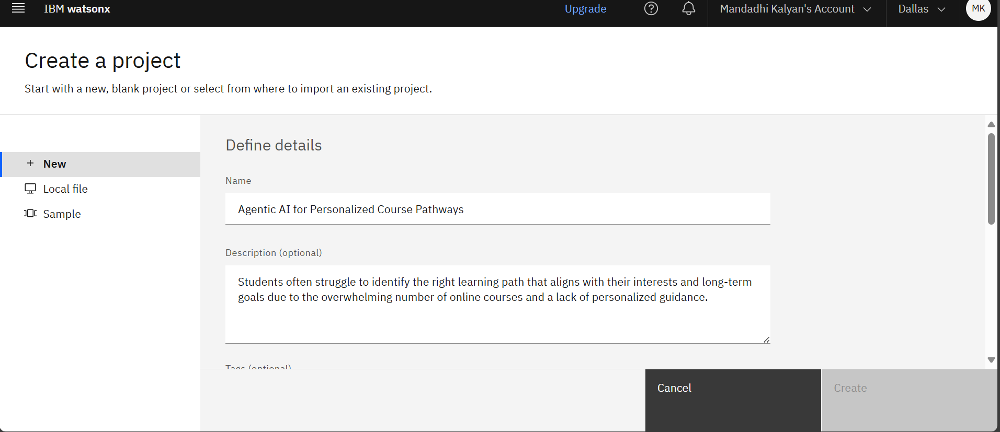 IBM watsonx
Upgrade
Mandadhi Kalyan's Account
Dallas
MK
Create a project
Start with a new, blank project or select from where to import an existing project.
New
Local file
Sample
Define details
Name
Agentic AI for Personalized Course Pathways
Description (optional)
Students often struggle to identify the right learning path that aligns with their interests and long-term
goals due to the overwhelming number of online courses and a lack of personalized guidance.
Tags (optional)
Cancel
Create